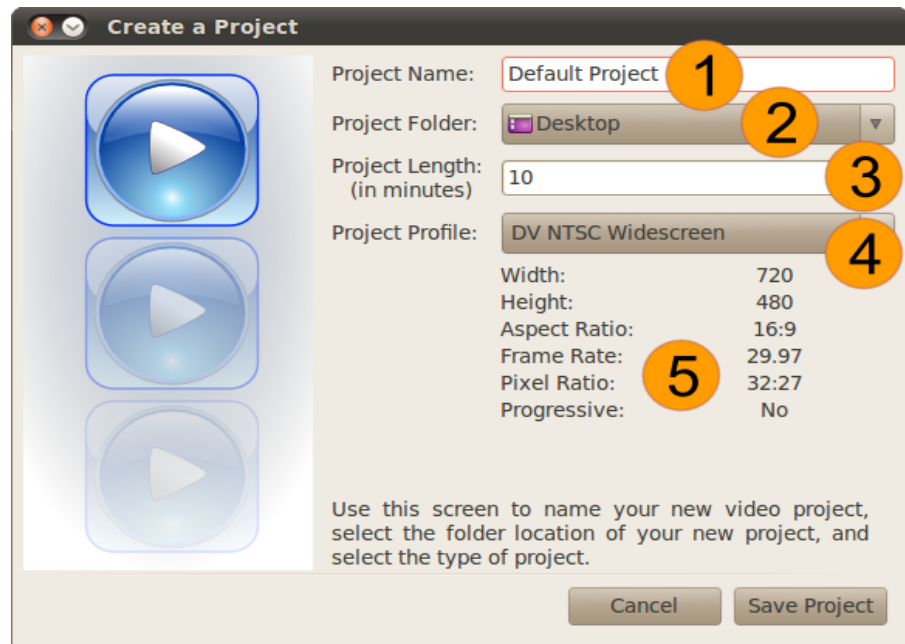 Create a Project
Project Name: Default Project 1
Project Folder: Desktop 2
Project Length:
(in minutes) 10 3
Project Profile: DV NTSC Widescreen 4
Width: 720
Height: 480
Aspect Ratio: 16:9
Frame Rate: 29.97
5
Pixel Ratio: 32:27
Progressive: No
Use this screen to name your new video project,
select the folder location of your new project, and
select the type of project.
Cancel Save Project